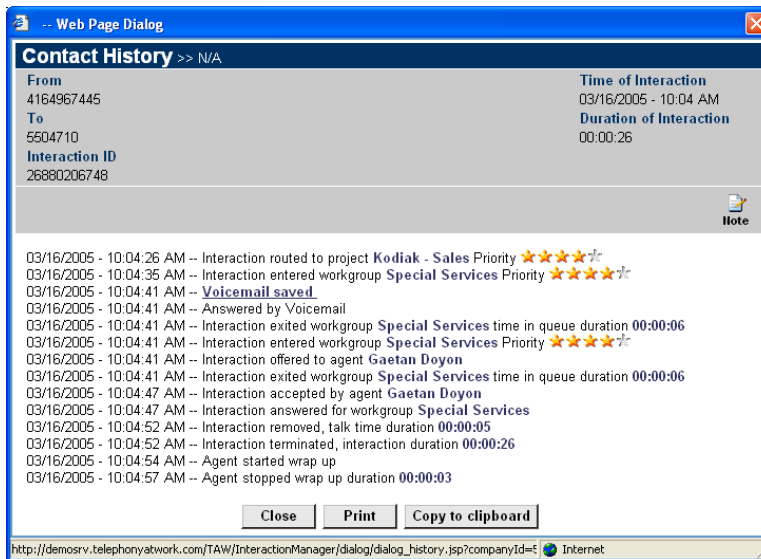 -- Web Page Dialog
Contact History >> N/A
From
4164967445
To
5504710
Interaction ID
26880206748
Time of Interaction
03/16/2005 - 10:04 AM
Duration of Interaction
00:00:26
Note
03/16/2005 - 10:04:26 AM -- Interaction routed to project Kodiak - Sales Priority
03/16/2005 - 10:04:35 AM -- Interaction entered workgroup Special Services Priority
03/16/2005 - 10:04:41 AM -- Voicemail saved
03/16/2005 - 10:04:41 AM -- Answered by Voicemail
03/16/2005 - 10:04:41 AM -- Interaction exited workgroup Special Services time in queue duration 00:00:06
03/16/2005 - 10:04:41 AM -- Interaction entered workgroup Special Services Priority
03/16/2005 - 10:04:41 AM -- Interaction offered to agent Gaetan Doyon
03/16/2005 - 10:04:41 AM -- Interaction exited workgroup Special Services time in queue duration 00:00:06
03/16/2005 - 10:04:47 AM -- Interaction accepted by agent Gaetan Doyon
03/16/2005 - 10:04:47 AM -- Interaction answered for workgroup Special Services
03/16/2005 - 10:04:52 AM -- Interaction removed, talk time duration 00:00:05
03/16/2005 - 10:04:52 AM -- Interaction terminated, interaction duration 00:00:26
03/16/2005 - 10:04:54 AM -- Agent started wrap up
03/16/2005 - 10:04:57 AM -- Agent stopped wrap up duration 00:00:03
Close Print Copy to clipboard
http://demosrv.telephonyatwork.com/TAW/InteractionManager/dialog/dialog_history.jsp?companyId= Internet